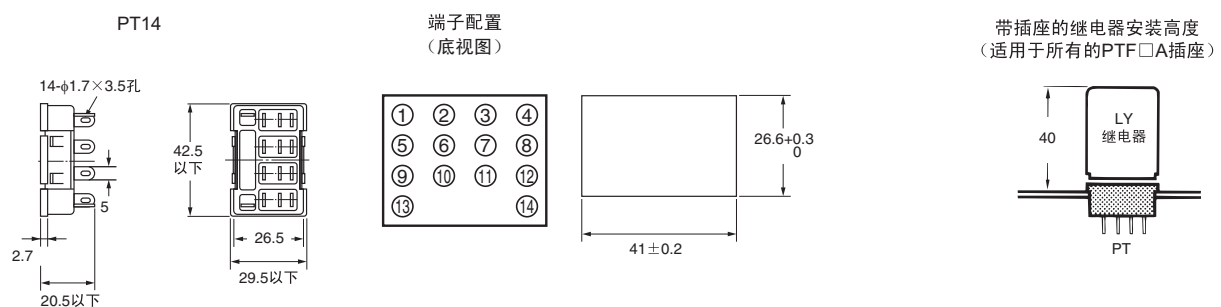 PT14
14-ϕ1.7×3.5孔
42.5
以下
5
2.7
20.5以下
26.5
29.5以下
端子配置
（底视图）
① ② ③ ④
⑤ ⑥ ⑦ ⑧
⑨ ⑩ ⑪ ⑫
⑬ ⑭
26.6+0.3
0
41±0.2
带插座的继电器安装高度
（适用于所有的PTF□A插座）
LY
继电器
40
PT